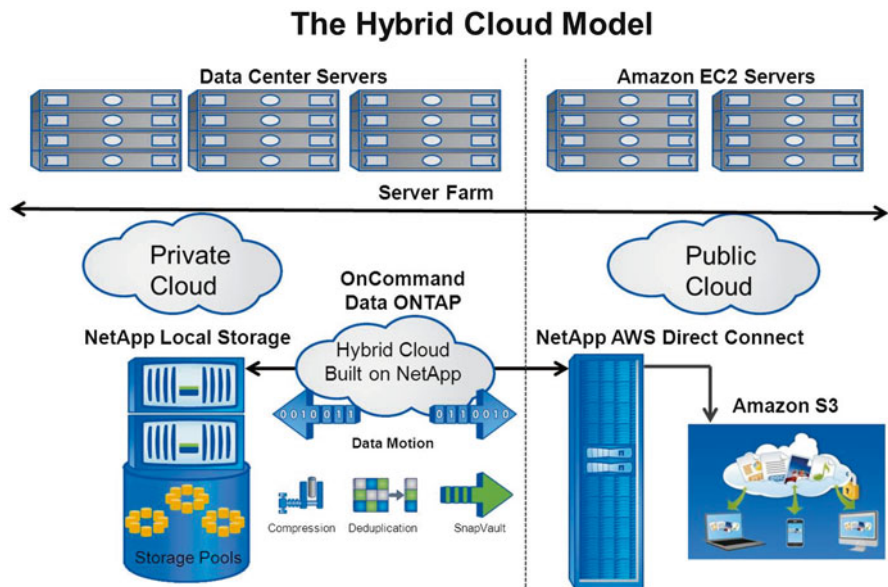 The Hybrid Cloud Model
Data Center Servers
Amazon EC2 Servers
Server Farm
Private
Cloud
Public
Cloud
OnCommand
Data ONTAP
NetApp Local Storage
NetApp AWS Direct Connect
Hybrid Cloud
Built on NetApp
0010011
0110010
Data Motion
Amazon S3
Compression
Deduplication
SnapVault
Storage Pools